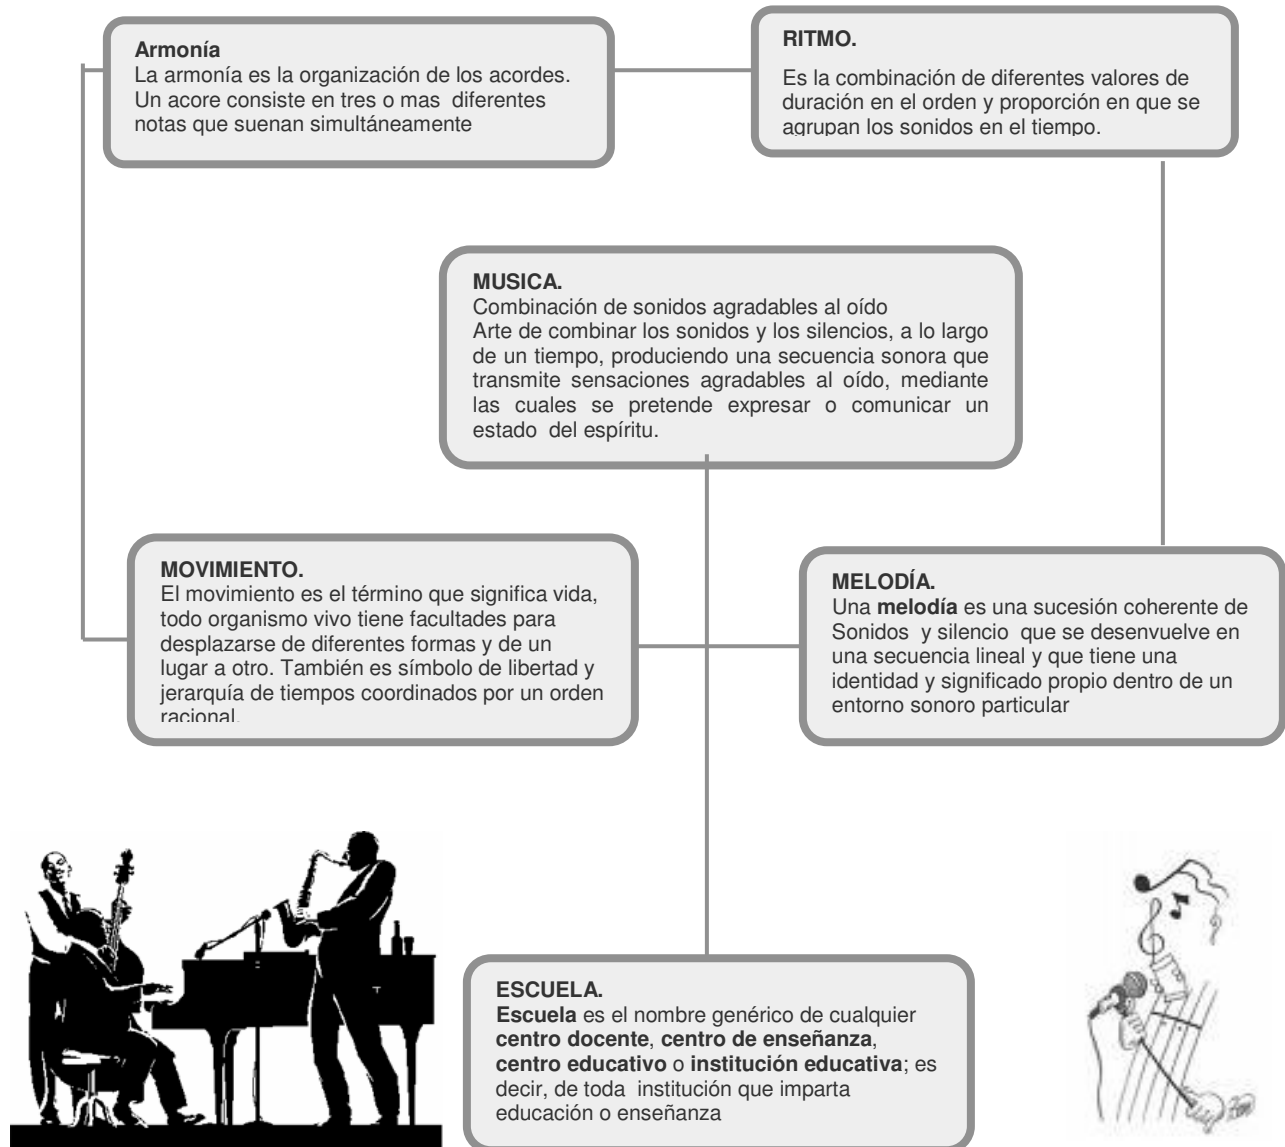 Armonía
La armonía es la organización de los acordes.
Un acore consiste en tres o mas diferentes
notas que suenan simultáneamente
RITMO.
Es la combinación de diferentes valores de
duración en el orden y proporción en que se
agrupan los sonidos en el tiempo.
MUSICA.
Combinación de sonidos agradables al oído
Arte de combinar los sonidos y los silencios, a lo largo
de un tiempo, produciendo una secuencia sonora que
transmite sensaciones agradables al oído, mediante
las cuales se pretende expresar o comunicar un
estado del espíritu.
MOVIMIENTO.
El movimiento es el término que significa vida,
todo organismo vivo tiene facultades para
desplazarse de diferentes formas y de un
lugar a otro. También es símbolo de libertad y
jerarquía de tiempos coordinados por un orden
racional.
MELODÍA.
Una melodía es una sucesión coherente de
Sonidos y silencio que se desenvuelve en
una secuencia lineal y que tiene una
identidad y significado propio dentro de un
entorno sonoro particular
ESCUELA.
Escuela es el nombre genérico de cualquier
centro docente, centro de enseñanza,
centro educativo o institución educativa; es
decir, de toda institución que imparta
educación o enseñanza